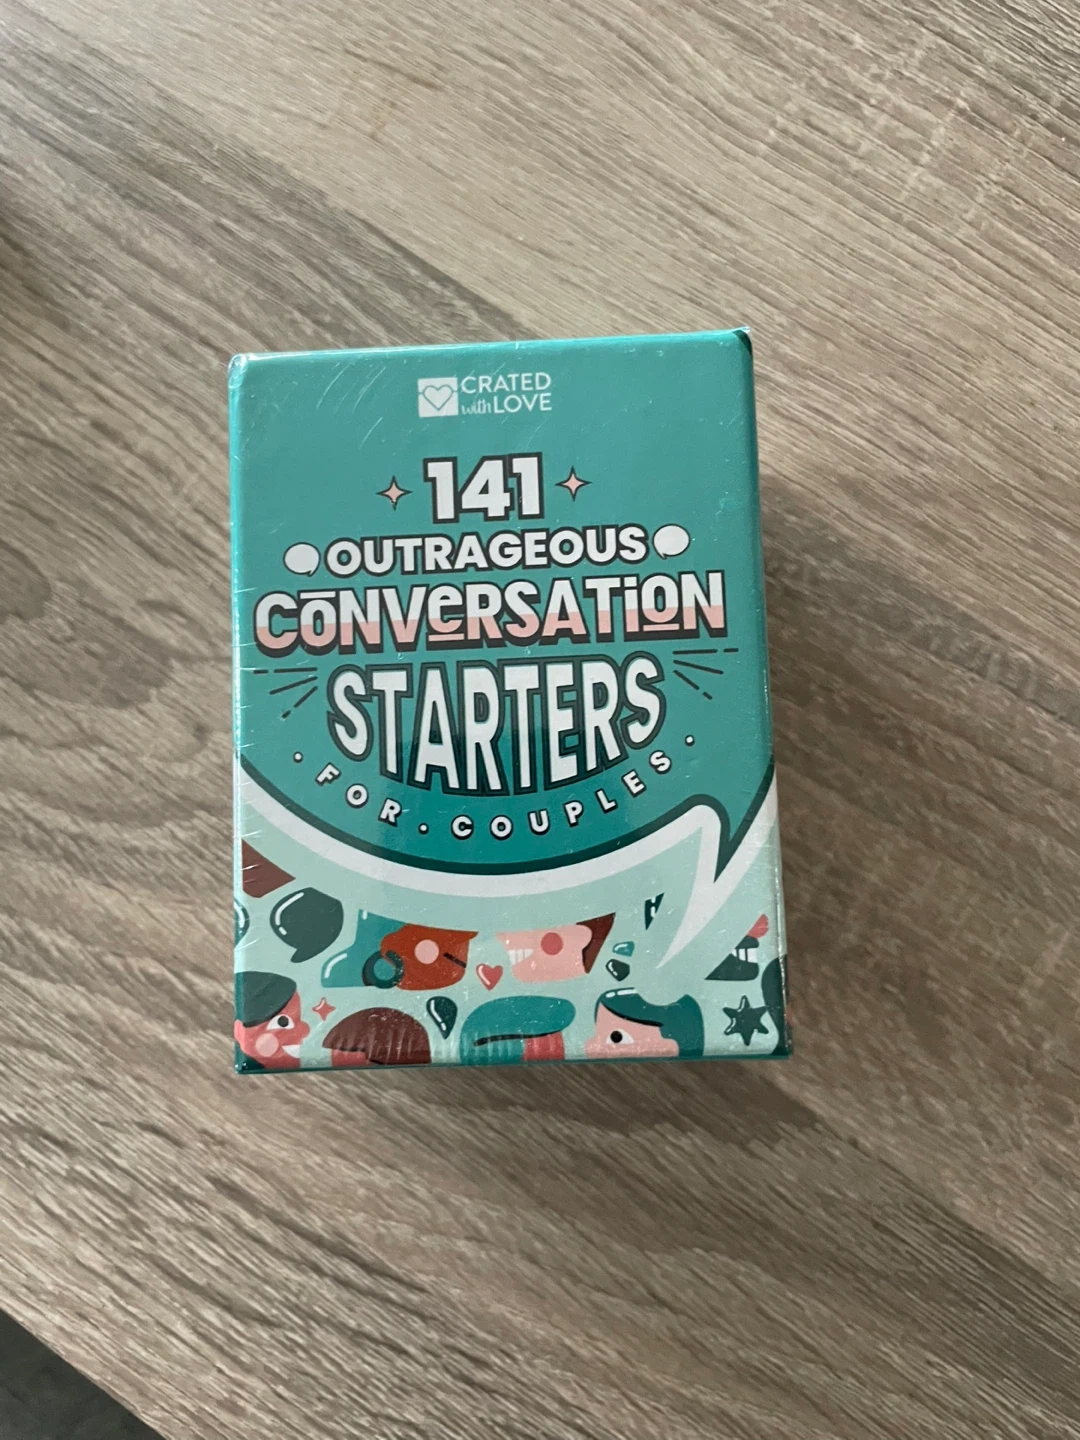 CRATED
with LOVE
141
OUTRAGEOUS
CONVERSATION
STARTERS
· FOR · COUPLES ·